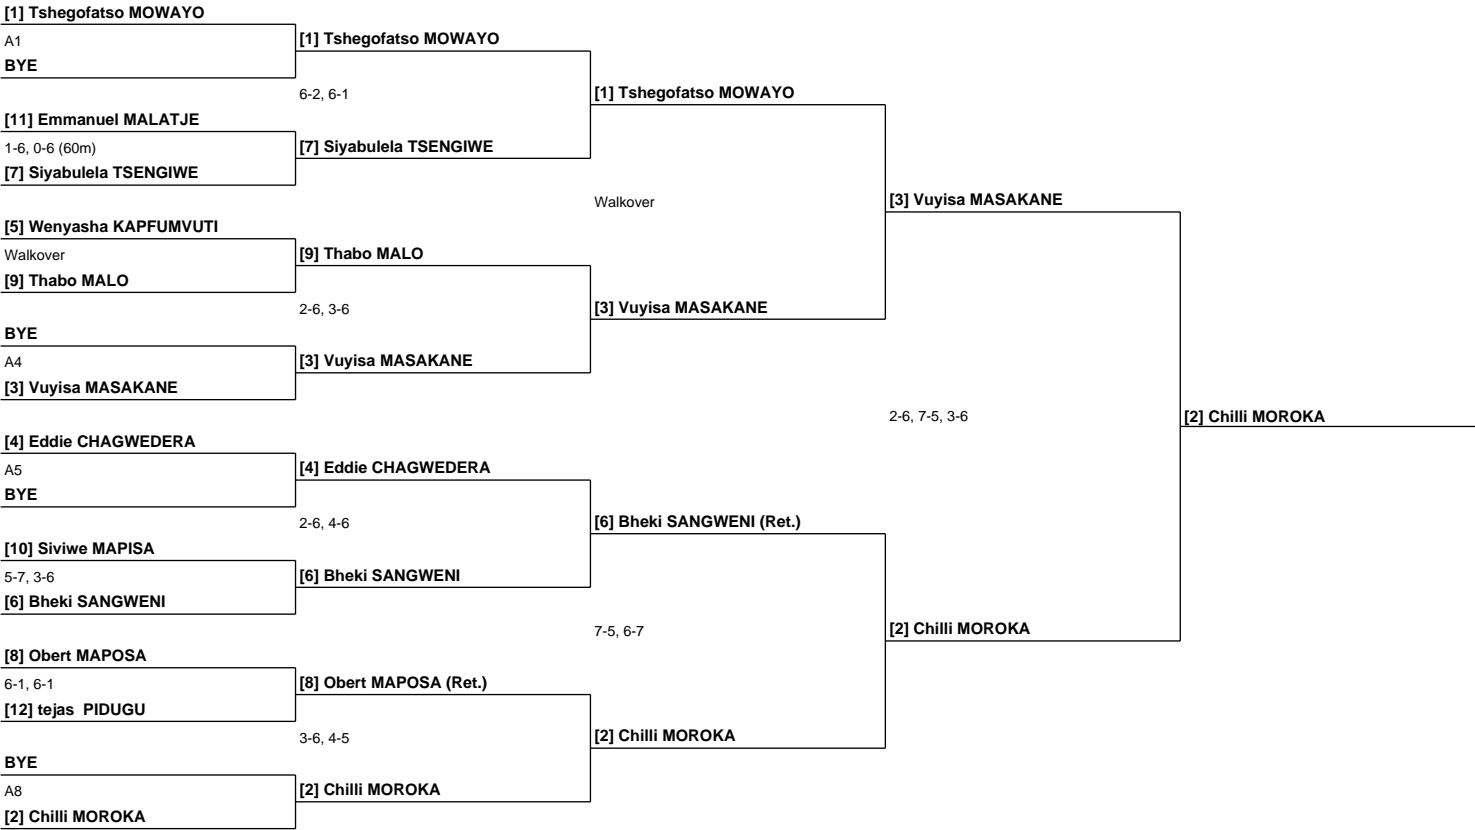 [1] Tshegofatso MOWAYO
A1
BYE
[1] Tshegofatso MOWAYO
6-2, 6-1
[11] Emmanuel MALATJE
1-6, 0-6 (60m)
[7] Siyabulela TSENGIWE
[7] Siyabulela TSENGIWE
[1] Tshegofatso MOWAYO
Walkover
[5] Wenyasha KAPFUMVUTI
Walkover
[9] Thabo MALO
[9] Thabo MALO
2-6, 3-6
BYE
A4
[3] Vuyisa MASAKANE
[3] Vuyisa MASAKANE
[3] Vuyisa MASAKANE
[3] Vuyisa MASAKANE
2-6, 7-5, 3-6
[2] Chilli MOROKA
[4] Eddie CHAGWEDERA
A5
BYE
[4] Eddie CHAGWEDERA
2-6, 4-6
[10] Siviwe MAPISA
5-7, 3-6
[6] Bheki SANGWENI
[6] Bheki SANGWENI
[6] Bheki SANGWENI (Ret.)
7-5, 6-7
[2] Chilli MOROKA
[8] Obert MAPOSA
6-1, 6-1
[12] tejas  PIDUGU
[8] Obert MAPOSA (Ret.)
3-6, 4-5
[2] Chilli MOROKA
BYE
A8
[2] Chilli MOROKA
[2] Chilli MOROKA